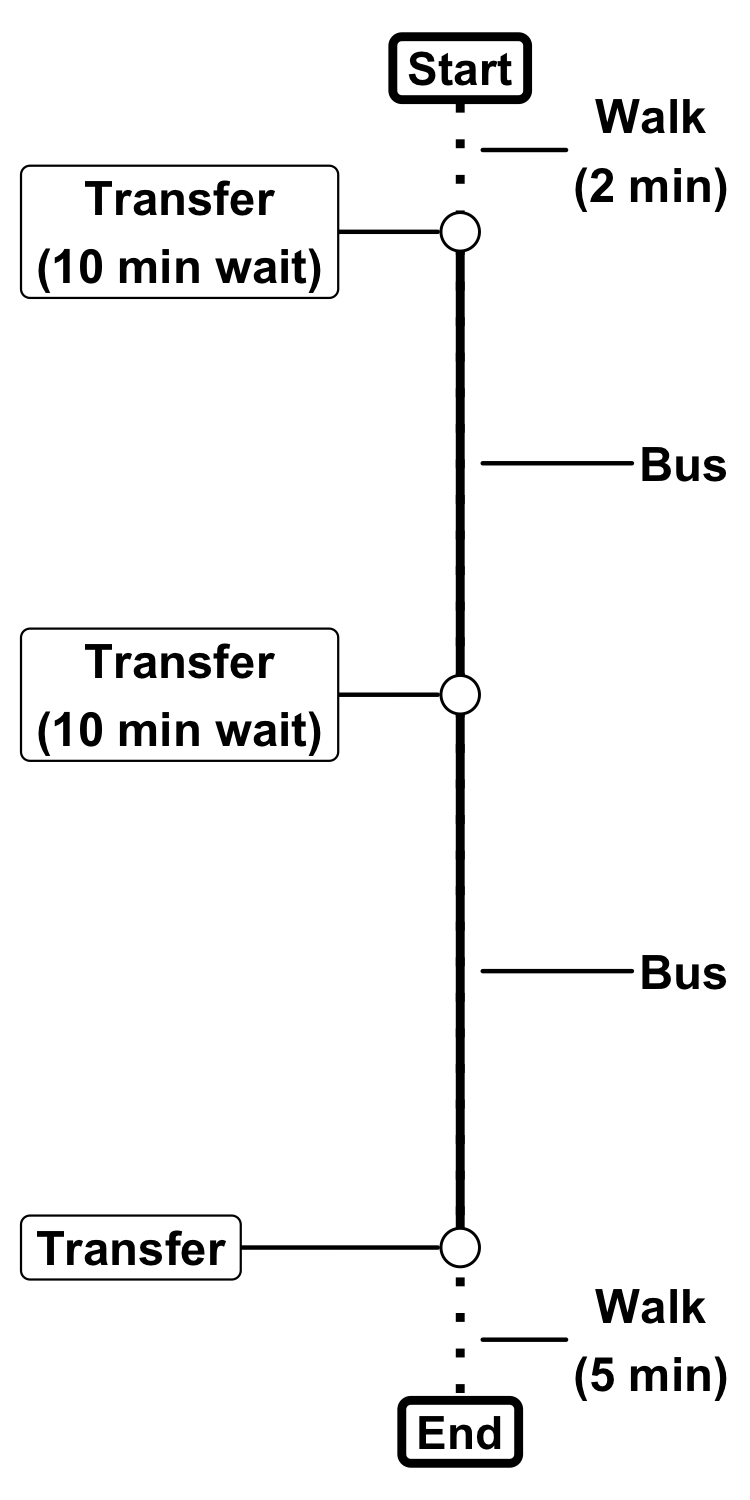 Start
Walk
(2 min)
Transfer
(10 min wait)
Bus
Transfer
(10 min wait)
Bus
Transfer
Walk
(5 min)
End